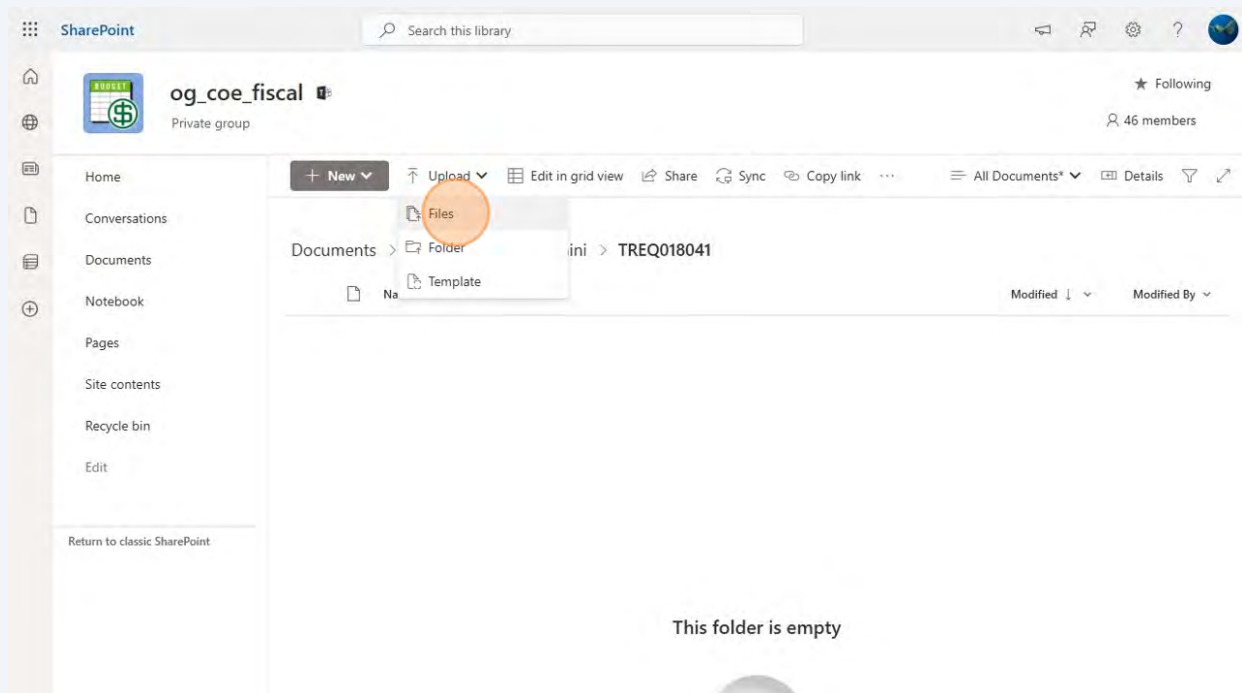 SharePoint
Search this library
?
BUDGET
$
og_coe_fiscal
Private group
Following
46 members
New
Upload
Edit in grid view
Share
Sync
Copy link
...
All Documents*
Details
Files
Folder
Template
Documents > ini > TREQ018041
Na
Modified ↓
Modified By
Home
Conversations
Documents
Notebook
Pages
Site contents
Recycle bin
Edit
Return to classic SharePoint
This folder is empty